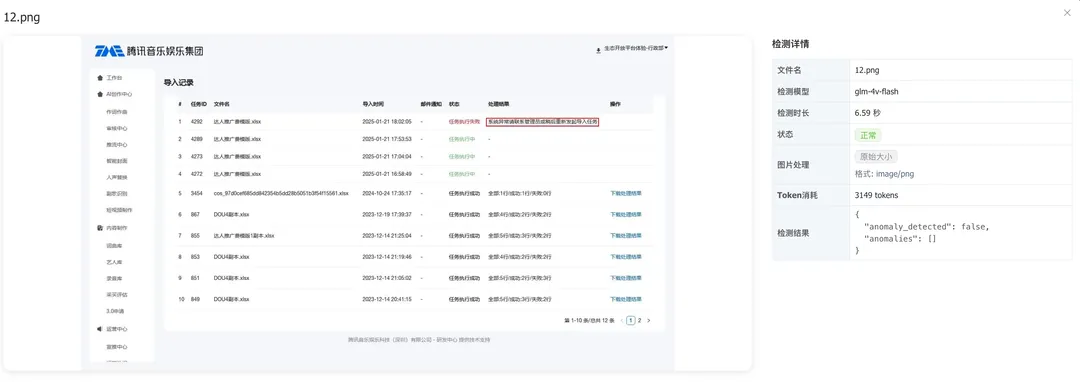 12.png
TME 腾讯音乐娱乐集团
生态开放平台体验-行政部
工作台
AI创作中心
作词作曲
审核中心
推流中心
智能封面
人声替换
副歌识别
短视频制作
内容制作
词曲库
艺人库
录音库
采买评估
3.0申请
运营中心
宣推中心
导入记录
# 任务ID 文件名 导入时间 邮件通知 状态 处理结果 操作
1 4292 达人推广表模版.xlsx 2025-01-21 18:02:05 - 任务执行失败 系统异常请联系管理员或稍后重新发起导入任务
2 4289 达人推广表模版.xlsx 2025-01-21 17:53:53 - 任务执行中 -
3 4273 达人推广表模版.xlsx 2025-01-21 17:04:04 - 任务执行中 -
4 4272 达人推广表模版.xlsx 2025-01-21 16:58:49 - 任务执行中 -
5 3454 cos_97d0cef685dd842354b5dd28b5051b3f54f15561.xlsx 2024-10-24 17:35:17 - 任务执行成功 全部:1行/成功:1行/失败:0行 下载处理结果
6 867 DOU4副本.xlsx 2023-12-19 17:39:37 - 任务执行成功 全部:4行/成功:2行/失败:2行 下载处理结果
7 855 达人推广表模版1副本.xlsx 2023-12-14 21:25:04 - 任务执行成功 全部:5行/成功:3行/失败:2行 下载处理结果
8 853 DOU4副本.xlsx 2023-12-14 21:19:46 - 任务执行成功 全部:4行/成功:2行/失败:2行 下载处理结果
9 851 DOU4副本.xlsx 2023-12-14 21:05:02 - 任务执行成功 全部:5行/成功:2行/失败:3行 下载处理结果
10 849 DOU4副本.xlsx 2023-12-14 20:41:15 - 任务执行成功 全部:5行/成功:3行/失败:2行 下载处理结果
第 1-10 条/总共 12 条 < 1 2 >
腾讯音乐娱乐科技（深圳）有限公司 - 研发中心 提供技术支持
检测详情
文件名 12.png
检测模型 glm-4v-flash
检测时长 6.59 秒
状态 正常
图片处理 原始大小
格式: image/png
Token消耗 3149 tokens
检测结果 {
"anomaly_detected": false,
"anomalies": []
}